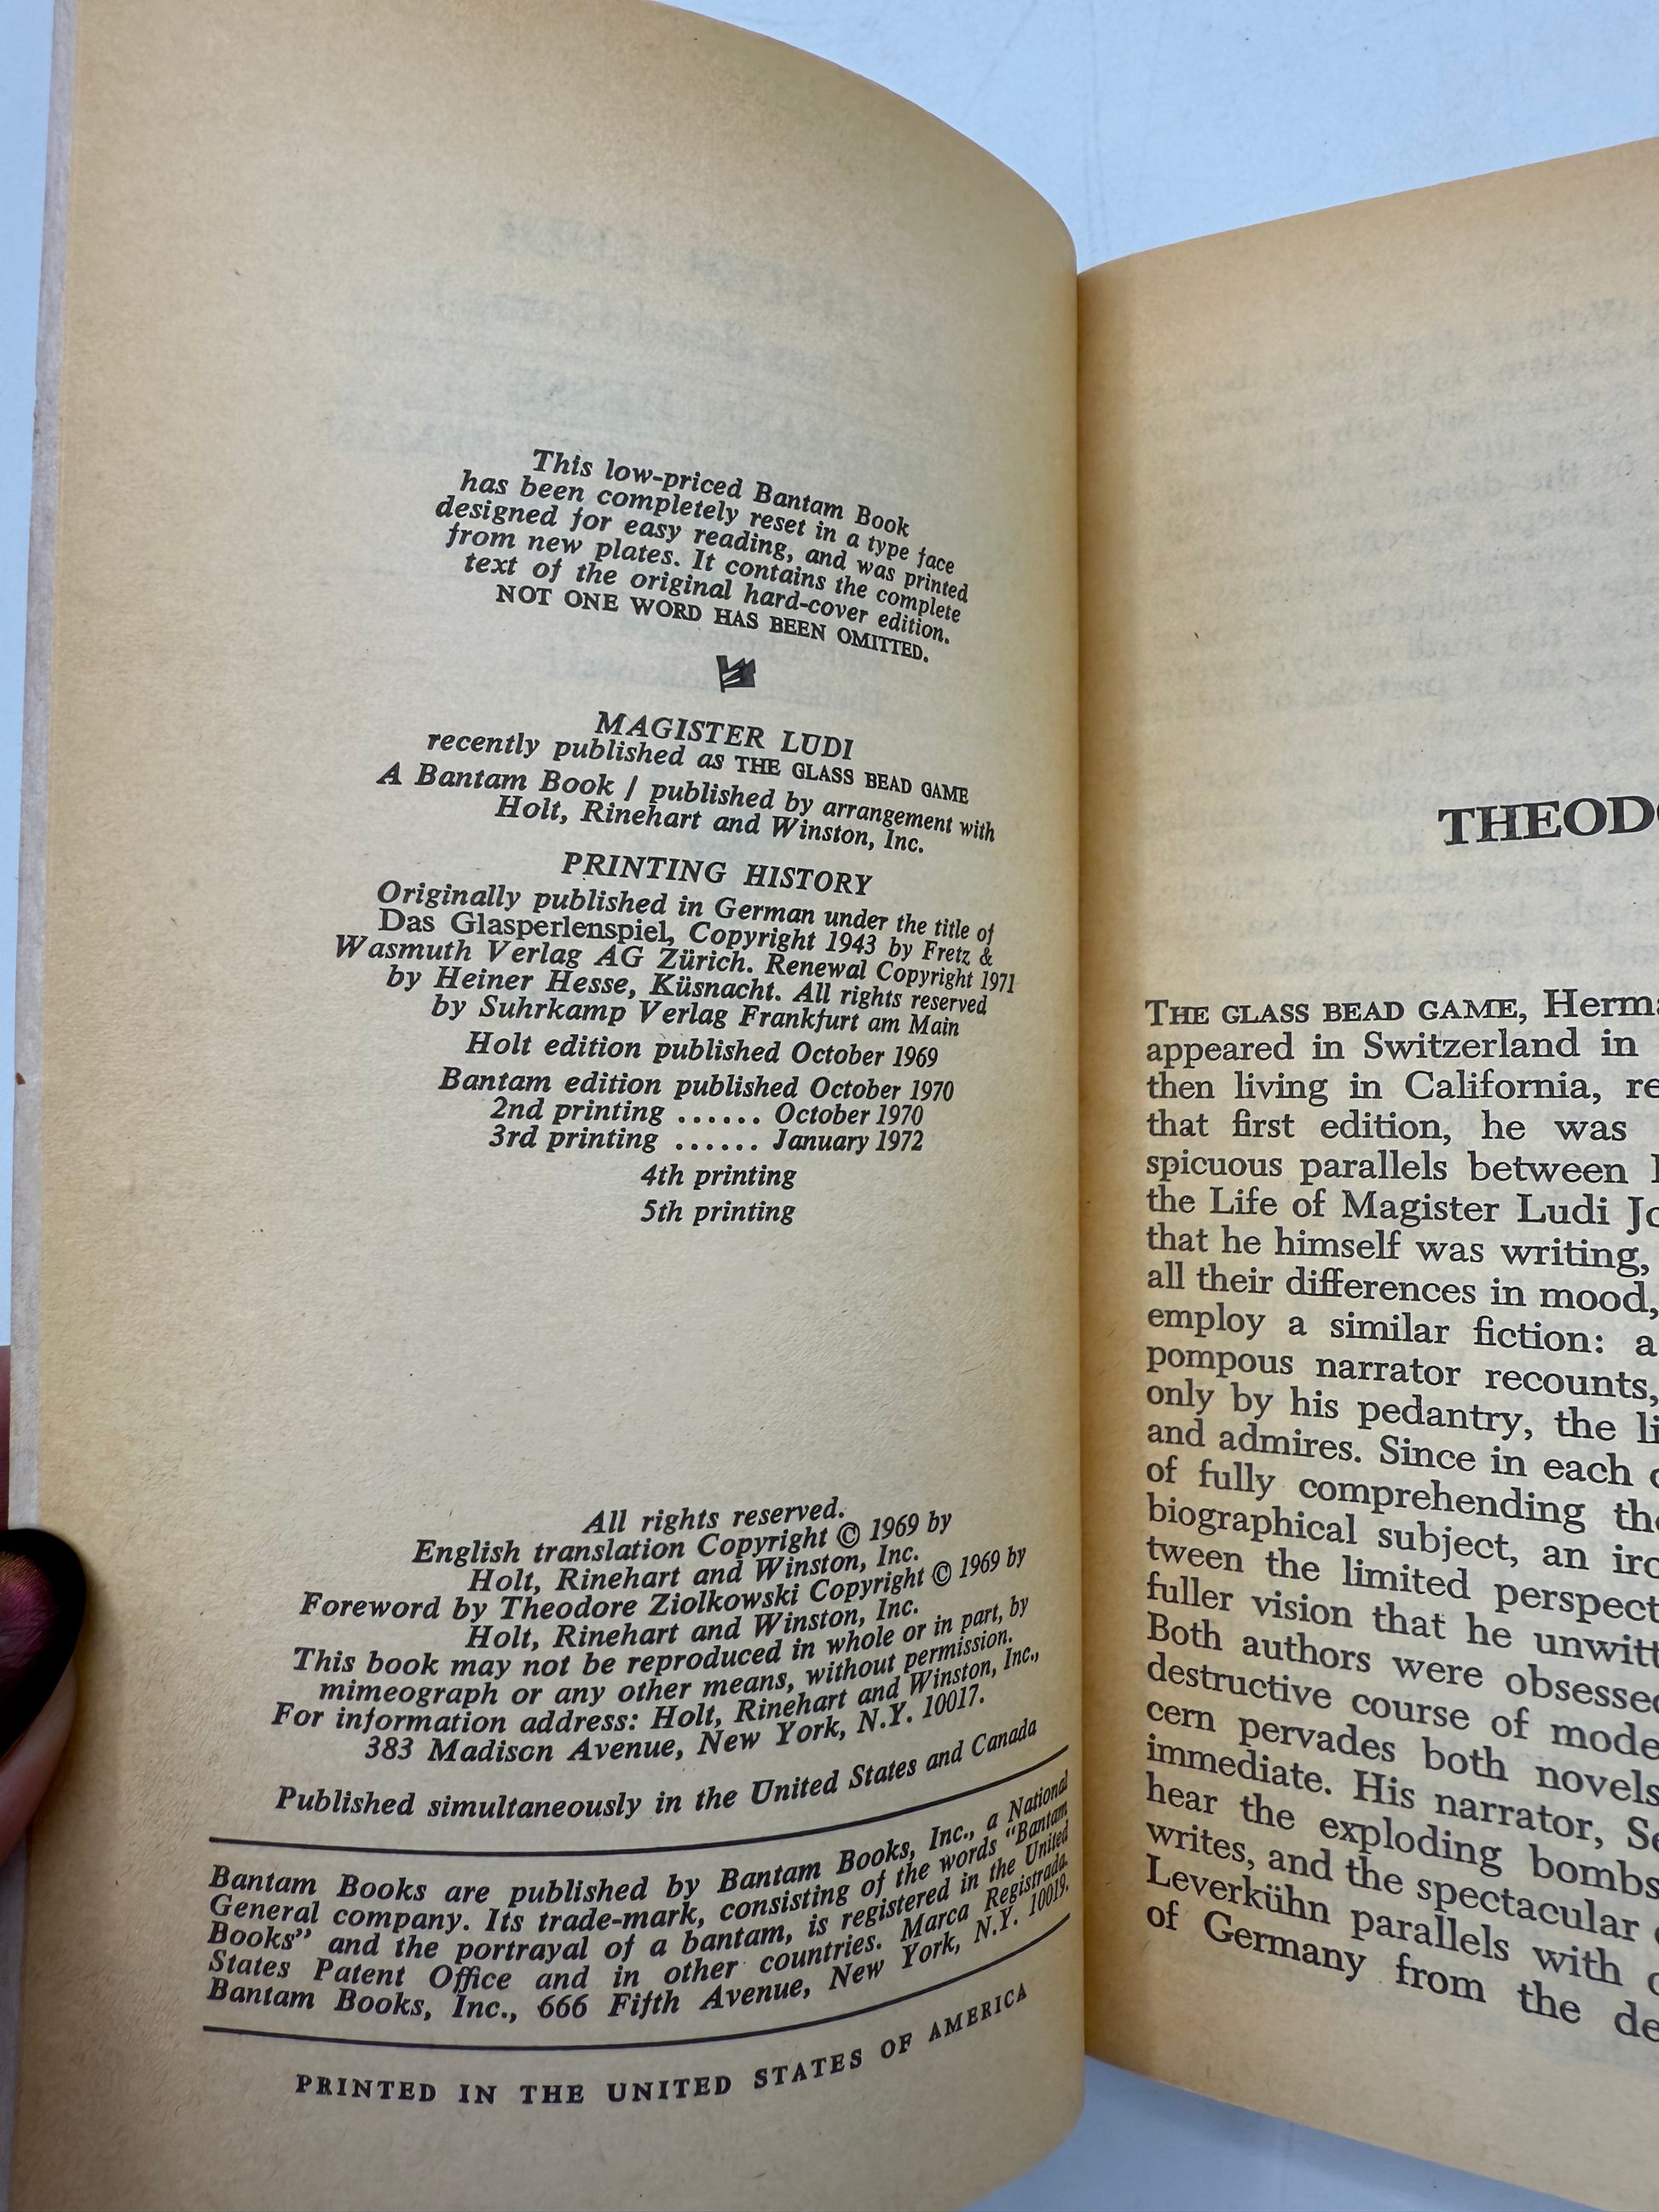 This low-priced Bantam Book
has been completely reset in a type face
designed for easy reading, and was printed
from new plates. It contains the complete
text of the original hard-cover edition.
NOT ONE WORD HAS BEEN OMITTED.
MAGISTER LUDI
recently published as THE GLASS BEAD GAME
A Bantam Book / published by arrangement with
Holt, Rinehart and Winston, Inc.
PRINTING HISTORY
Originally published in German under the title of
Das Glasperlenspiel, Copyright 1943 by Fretz &
Wasmuth Verlag AG Zürich. Renewal Copyright 1971
by Heiner Hesse, Küsnacht. All rights reserved
by Suhrkamp Verlag Frankfurt am Main
Holt edition published October 1969
Bantam edition published October 1970
2nd printing ...... October 1970
3rd printing ...... January 1972
4th printing
5th printing
All rights reserved.
English translation Copyright © 1969 by
Holt, Rinehart and Winston, Inc.
Foreword by Theodore Ziolkowski Copyright © 1969 by
Holt, Rinehart and Winston, Inc.
This book may not be reproduced in whole or in part, by
mimeograph or any other means, without permission.
For information address: Holt, Rinehart and Winston, Inc.,
383 Madison Avenue, New York, N.Y. 10017.
Published simultaneously in the United States and Canada
Bantam Books are published by Bantam Books, Inc., a National
General company. Its trade-mark, consisting of the words "Bantam
Books" and the portrayal of a bantam, is registered in the United
States Patent Office and in other countries. Marca Registrada.
Bantam Books, Inc., 666 Fifth Avenue, New York, N.Y. 10019.
PRINTED IN THE UNITED STATES OF AMERICA
THEODO
THE GLASS BEAD GAME, Herma
appeared in Switzerland in
then living in California, re
that first edition, he was
spicuous parallels between
the Life of Magister Ludi Jo
that he himself was writing,
all their differences in mood,
employ a similar fiction: a
pompous narrator recounts,
only by his pedantry, the li
and admires. Since in each
of fully comprehending the
biographical subject, an iro
tween the limited perspect
fuller vision that he unwitt
Both authors were obsessed
destructive course of mode
cern pervades both novels
immediate. His narrator, Se
hear the exploding bombs
writes, and the spectacular
Leverkühn parallels with
of Germany from the de